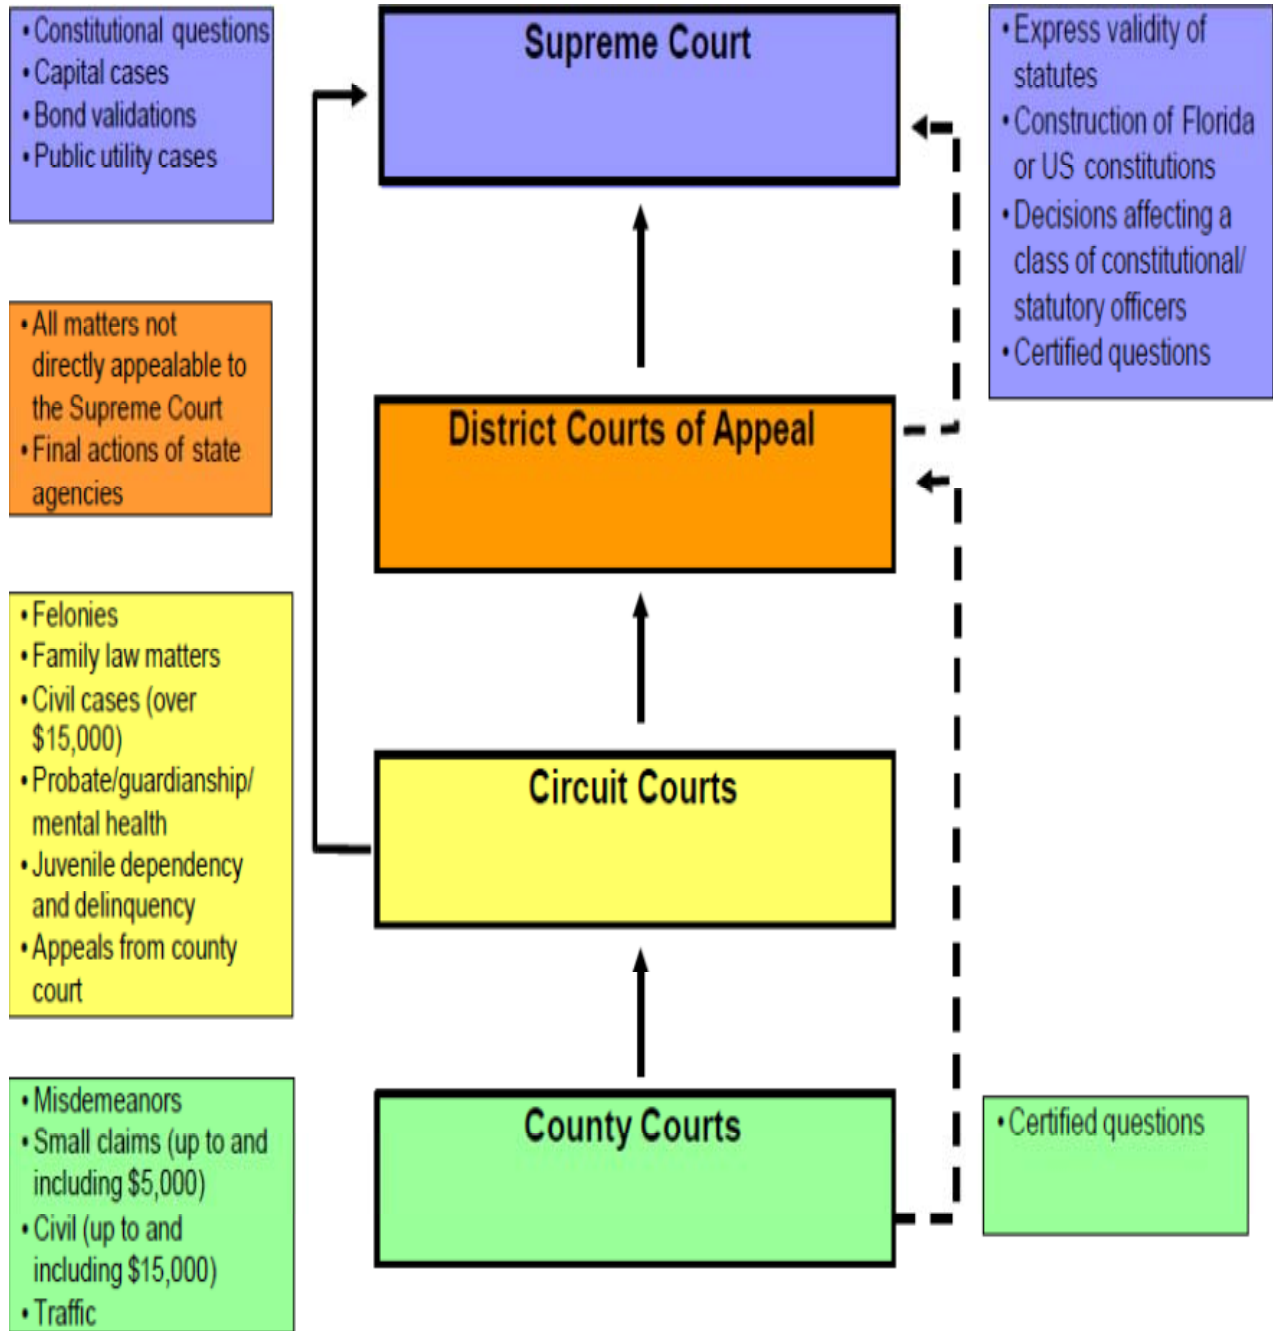 • Constitutional questions
• Capital cases
• Bond validations
• Public utility cases
Supreme Court
• Express validity of
statutes
• Construction of Florida
or US constitutions
• Decisions affecting a
class of constitutional/
statutory officers
• Certified questions
• All matters not
directly appealable to
the Supreme Court
• Final actions of state
agencies
District Courts of Appeal
• Felonies
• Family law matters
• Civil cases (over
$15,000)
• Probate/guardianship/
mental health
• Juvenile dependency
and delinquency
• Appeals from county
court
Circuit Courts
• Misdemeanors
• Small claims (up to and
including $5,000)
• Civil (up to and
including $15,000)
• Traffic
County Courts
• Certified questions